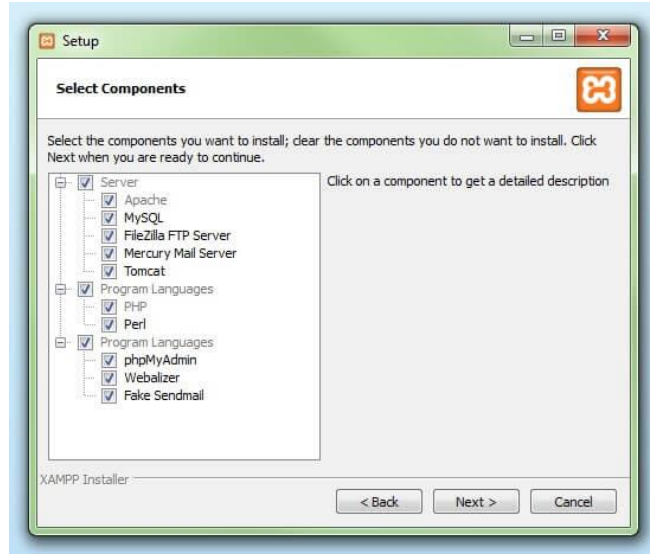 Setup
Select Components
Select the components you want to install; clear the components you do not want to install. Click
Next when you are ready to continue.
Server
Apache
MySQL
FileZilla FTP Server
Mercury Mail Server
Tomcat
Program Languages
PHP
Perl
Program Languages
phpMyAdmin
Webalizer
Fake Sendmail
Click on a component to get a detailed description
XAMPP Installer
< Back Next > Cancel